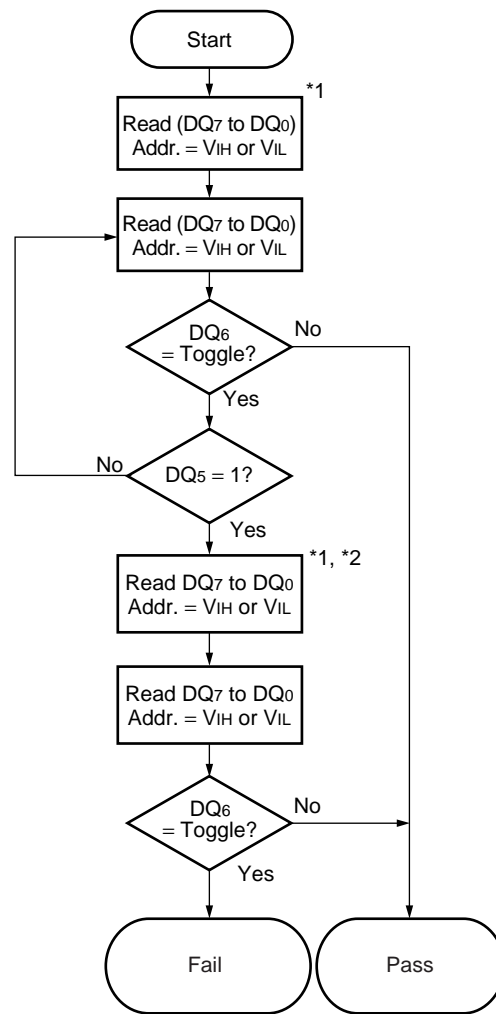 Start
*1
Read (DQ7 to DQ0)
Addr. = VIH or VIL
Read (DQ7 to DQ0)
Addr. = VIH or VIL
DQ6
= Toggle?
No
Yes
No
DQ5 = 1?
Yes
*1, *2
Read DQ7 to DQ0
Addr. = VIH or VIL
Read DQ7 to DQ0
Addr. = VIH or VIL
DQ6
= Toggle?
No
Yes
Fail
Pass